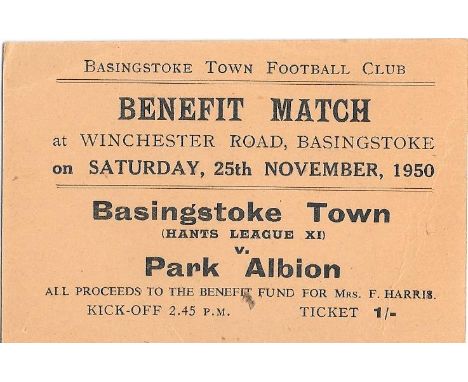 BASINGSTOKE TOWN FOOTBALL CLUB
BENEFIT MATCH
at WINCHESTER ROAD, BASINGSTOKE
on SATURDAY, 25th NOVEMBER, 1950
Basingstoke Town
(HANTS LEAGUE XI)
v.
Park Albion
ALL PROCEEDS TO THE BENEFIT FUND FOR MRS. F. HARRIS.
KICK-OFF 2.45 P.M. TICKET 1/-